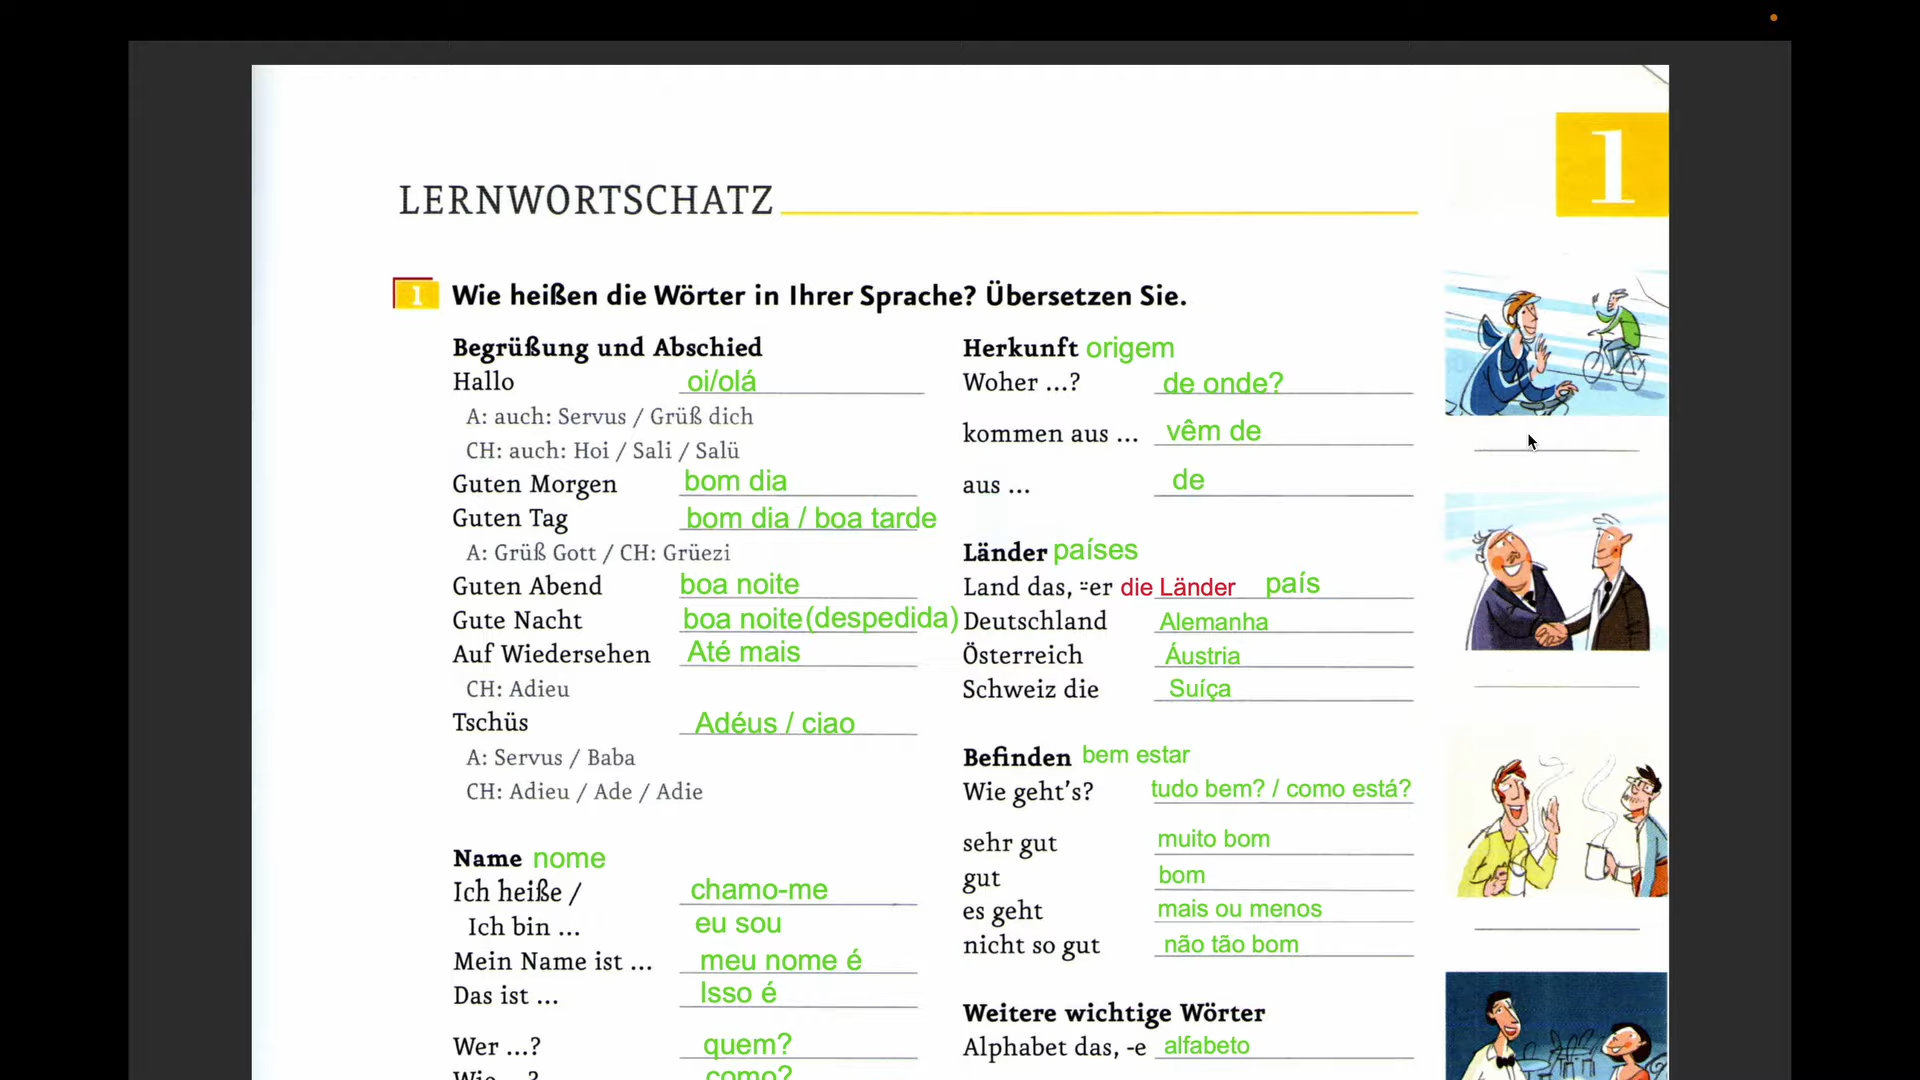 1
LERNWORTSCHATZ
1 Wie heißen die Wörter in Ihrer Sprache? Übersetzen Sie.
Begrüßung und Abschied
Hallo oi/olá
A: auch: Servus / Grüß dich
CH: auch: Hoi / Sali / Salü
Guten Morgen bom dia
Guten Tag bom dia / boa tarde
A: Grüß Gott / CH: Grüezi
Guten Abend boa noite
Gute Nacht boa noite(despedida)
Auf Wiedersehen Até mais
CH: Adieu
Tschüs Adéus / ciao
A: Servus / Baba
CH: Adieu / Ade / Adie
Name nome
Ich heiße / chamo-me
Ich bin ... eu sou
Mein Name ist ... meu nome é
Das ist ... Isso é
Wer ...? quem?
Wie ...? como?
Herkunft origem
Woher ...? de onde?
kommen aus ... vêm de
aus ... de
Länder países
Land das, ⸚er die Länder país
Deutschland Alemanha
Österreich Áustria
Schweiz die Suíça
Befinden bem estar
Wie geht's? tudo bem? / como está?
sehr gut muito bom
gut bom
es geht mais ou menos
nicht so gut não tão bom
Weitere wichtige Wörter
Alphabet das, -e alfabeto